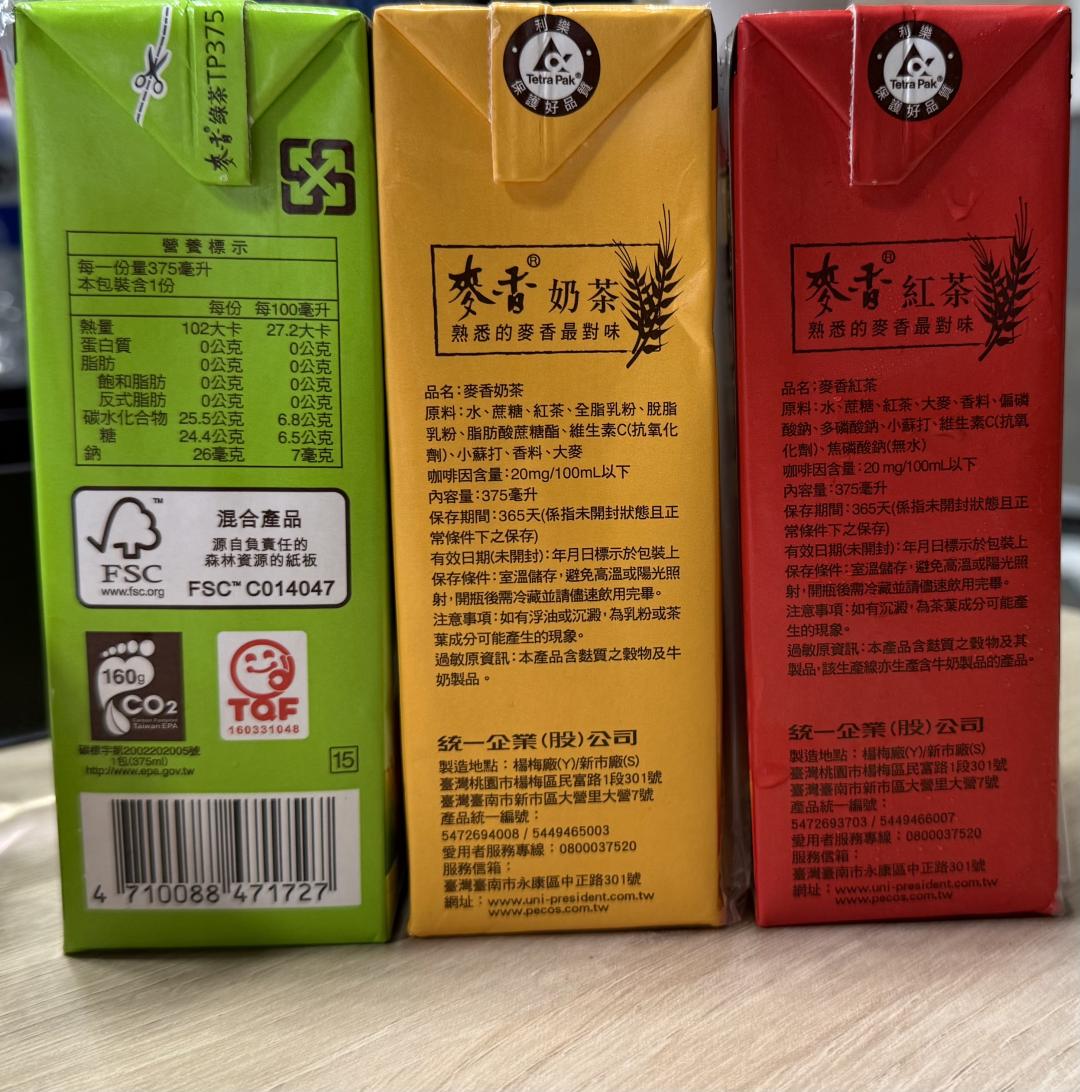 麥香綠茶TP375
營養標示
每一份量375毫升
本包裝含1份
每份 每100毫升
熱量 102大卡 27.2大卡
蛋白質 0公克 0公克
脂肪 0公克 0公克
飽和脂肪 0公克 0公克
反式脂肪 0公克 0公克
碳水化合物 25.5公克 6.8公克
糖 24.4公克 6.5公克
鈉 26毫克 7毫克
FSC
www.fsc.org
混合產品
源自負責任的
森林資源的紙板
FSC™ C014047
160g
CO2
Carbon Footprint
Taiwan EPA
TQF
160331048
碳標字第2002202005號
1包(375ml)
http://www.epa.gov.tw
15
4 710088 471727
利樂
Tetra Pak®
保護好品質
麥香® 奶茶
熟悉的麥香最對味
品名：麥香奶茶
原料：水、蔗糖、紅茶、全脂乳粉、脫脂
乳粉、脂肪酸蔗糖酯、維生素C(抗氧化
劑)、小蘇打、香料、大麥
咖啡因含量：20mg/100mL以下
內容量：375毫升
保存期間：365天(係指未開封狀態且正
常條件下之保存)
有效日期(未開封)：年月日標示於包裝上
保存條件：室溫儲存，避免高溫或陽光照
射，開瓶後需冷藏並請儘速飲用完畢。
注意事項：如有浮油或沉澱，為乳粉或茶
葉成分可能產生的現象。
過敏原資訊：本產品含麩質之穀物及牛
奶製品。
統一企業(股)公司
製造地點：楊梅廠(Y)/新市廠(S)
臺灣桃園市楊梅區民富路1段301號
臺灣臺南市新市區大營里大營7號
產品統一編號：
5472694008 / 5449465003
愛用者服務專線：0800037520
服務信箱：
臺灣臺南市永康區中正路301號
網址：www.uni-president.com.tw
www.pecos.com.tw
利樂
Tetra Pak®
保護好品質
麥香® 紅茶
熟悉的麥香最對味
品名：麥香紅茶
原料：水、蔗糖、紅茶、大麥、香料、偏磷
酸鈉、多磷酸鈉、小蘇打、維生素C(抗氧
化劑)、焦磷酸鈉(無水)
咖啡因含量：20 mg/100mL以下
內容量：375毫升
保存期間：365天(係指未開封狀態且正
常條件下之保存)
有效日期(未開封)：年月日標示於包裝上
保存條件：室溫儲存，避免高溫或陽光照
射，開瓶後需冷藏並請儘速飲用完畢。
注意事項：如有沉澱，為茶葉成分可能產
生的現象。
過敏原資訊：本產品含麩質之穀物及其
製品，該生產線亦生產含牛奶製品的產品。
統一企業(股)公司
製造地點：楊梅廠(Y)/新市廠(S)
臺灣桃園市楊梅區民富路1段301號
臺灣臺南市新市區大營里大營7號
產品統一編號：
5472693703 / 5449466007
愛用者服務專線：0800037520
服務信箱：
臺灣臺南市永康區中正路301號
網址：www.uni-president.com.tw
www.pecos.com.tw